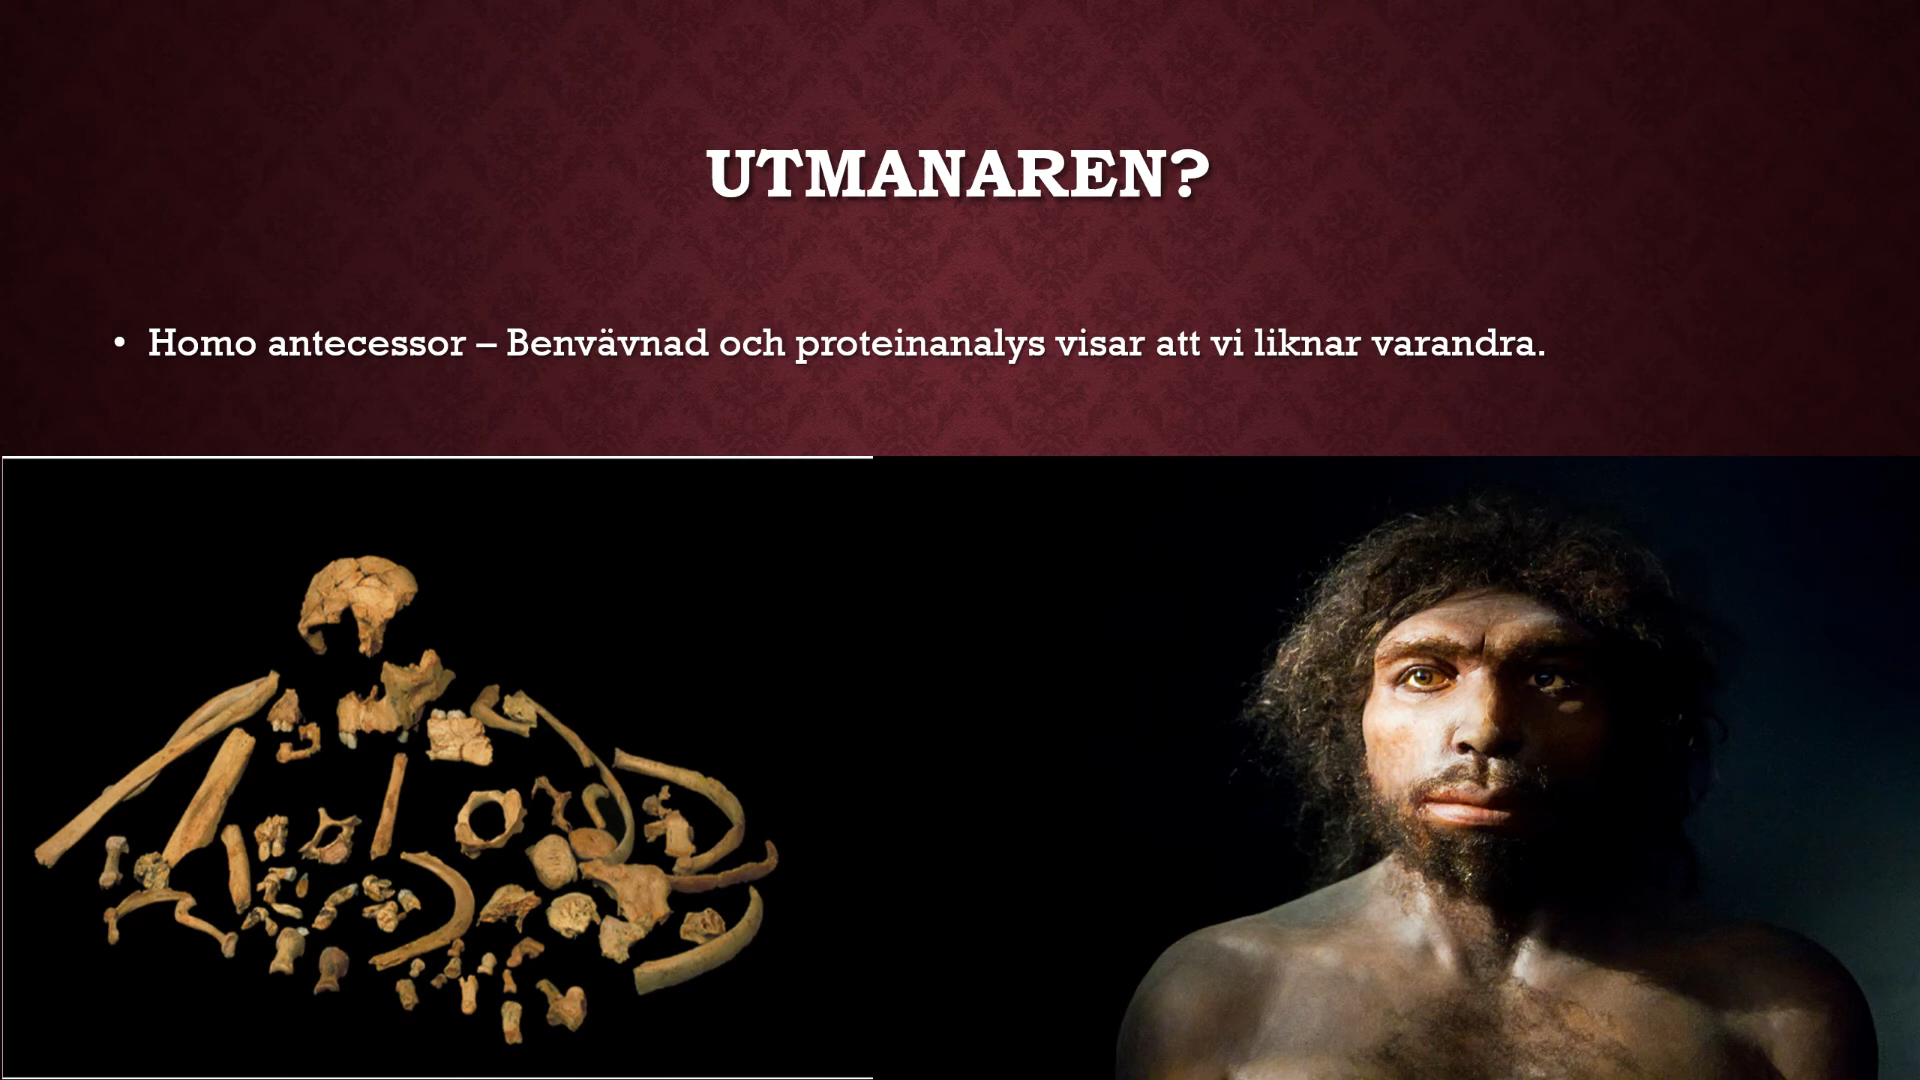 UTMANAREN?
• Homo antecessor – Benvävnad och proteinanalys visar att vi liknar varandra.